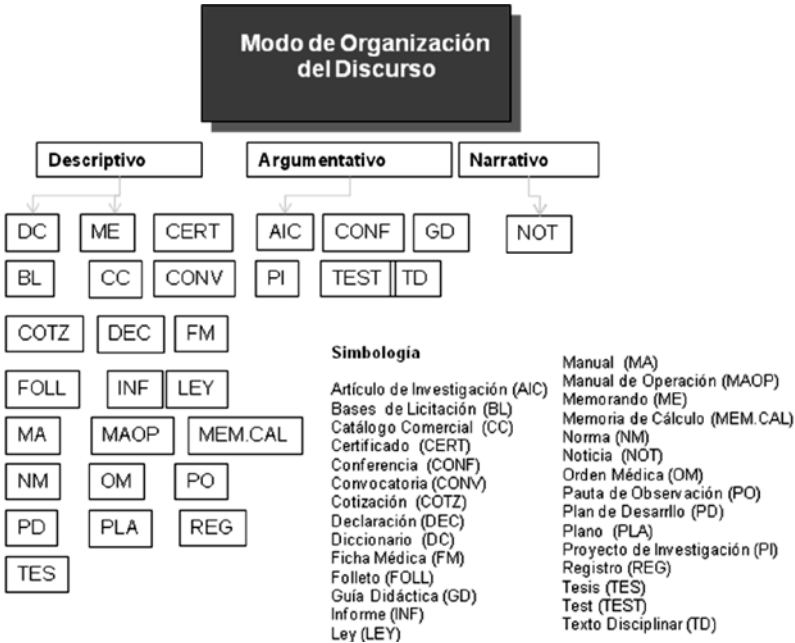 Modo de Organización
del Discurso
Descriptivo
Argumentativo
Narrativo
DC ME CERT AIC CONF GD NOT
BL CC CONV PI TEST TD
COTZ DEC FM
FOLL INF LEY
MA MAOP MEM.CAL
NM OM PO
PD PLA REG
TES
Simbología
Artículo de Investigación (AIC)
Bases de Licitación (BL)
Catálogo Comercial (CC)
Certificado (CERT)
Conferencia (CONF)
Convocatoria (CONV)
Cotización (COTZ)
Declaración (DEC)
Diccionario (DC)
Ficha Médica (FM)
Folleto (FOLL)
Guía Didáctica (GD)
Informe (INF)
Ley (LEY)
Manual (MA)
Manual de Operación (MAOP)
Memorando (ME)
Memoria de Cálculo (MEM.CAL)
Norma (NM)
Noticia (NOT)
Orden Médica (OM)
Pauta de Observación (PO)
Plan de Desarrllo (PD)
Plano (PLA)
Proyecto de Investigación (PI)
Registro (REG)
Tesis (TES)
Test (TEST)
Texto Disciplinar (TD)